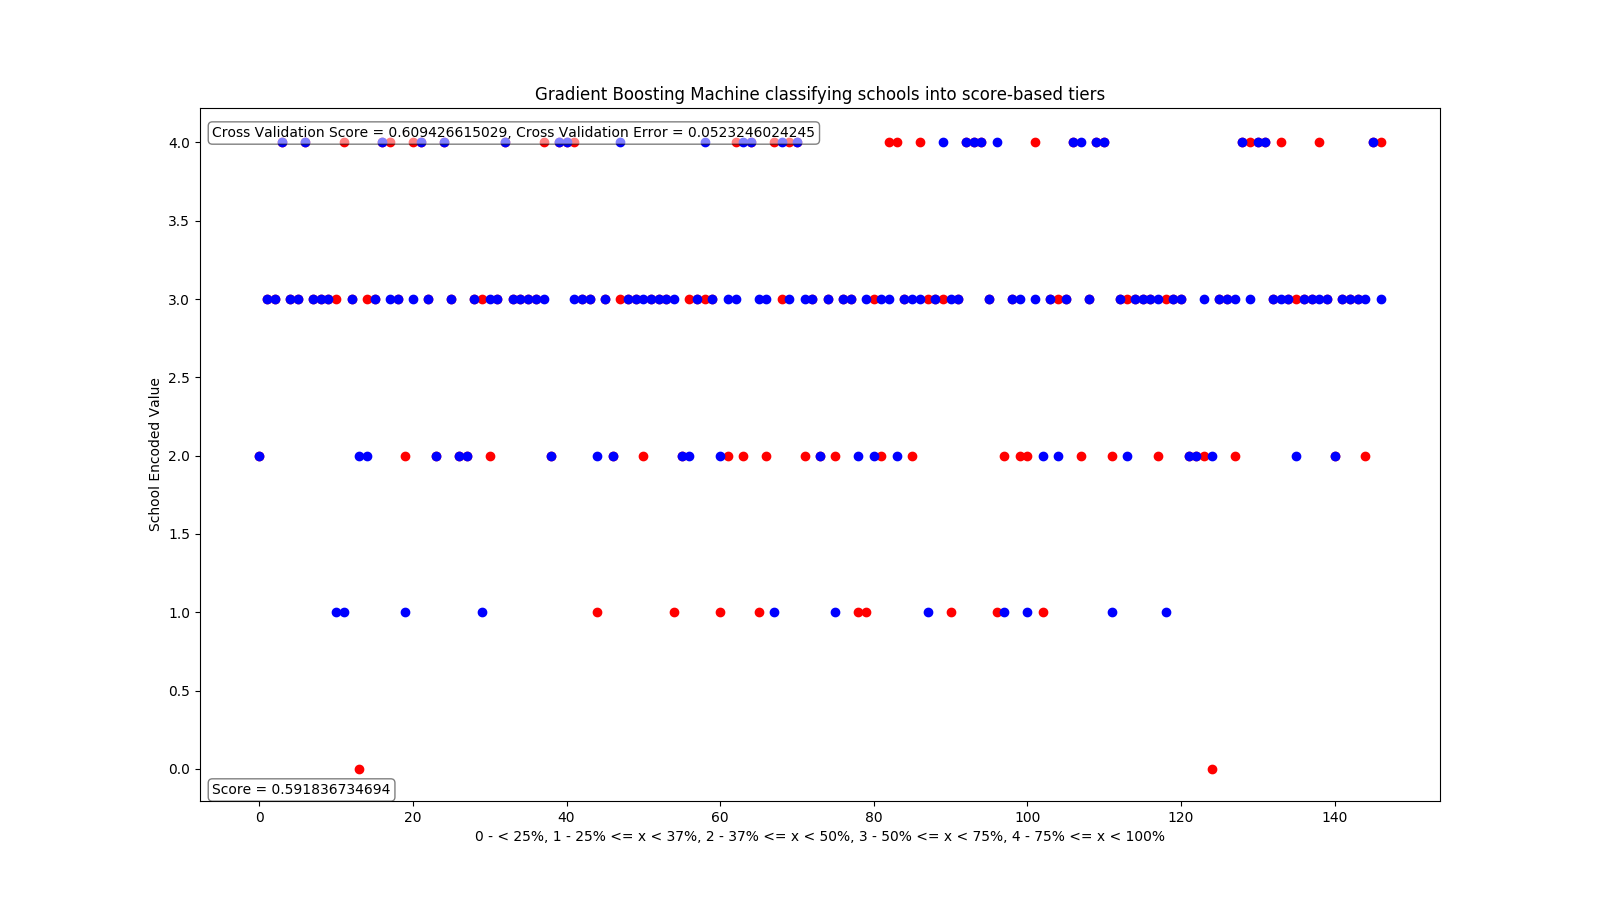 Gradient Boosting Machine classifying schools into score-based tiers
Cross Validation Score = 0.609426615029, Cross Validation Error = 0.0523246024245
4.0
3.5
3.0
2.5
2.0
1.5
1.0
0.5
0.0
School Encoded Value
Score = 0.591836734694
0 20 40 60 80 100 120 140
0 - < 25%, 1 - 25% <= x < 37%, 2 - 37% <= x < 50%, 3 - 50% <= x < 75%, 4 - 75% <= x < 100%